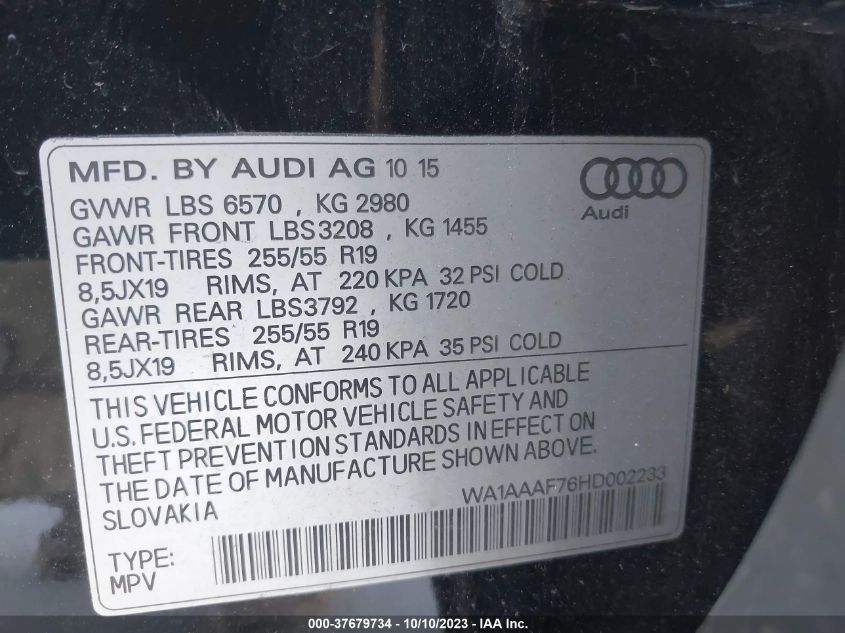 MFD. BY AUDI AG 10 15
Audi
GVWR LBS 6570 , KG 2980
GAWR FRONT LBS3208 , KG 1455
FRONT-TIRES 255/55 R19
8,5JX19 RIMS, AT 220 KPA 32 PSI COLD
GAWR REAR LBS3792 , KG 1720
REAR-TIRES 255/55 R19
8,5JX19 RIMS, AT 240 KPA 35 PSI COLD
THIS VEHICLE CONFORMS TO ALL APPLICABLE
U.S. FEDERAL MOTOR VEHICLE SAFETY AND
THEFT PREVENTION STANDARDS IN EFFECT ON
THE DATE OF MANUFACTURE SHOWN ABOVE.
SLOVAKIA
WA1AAAF76HD002233
TYPE:
MPV
000-37679734 - 10/10/2023 - IAA Inc.